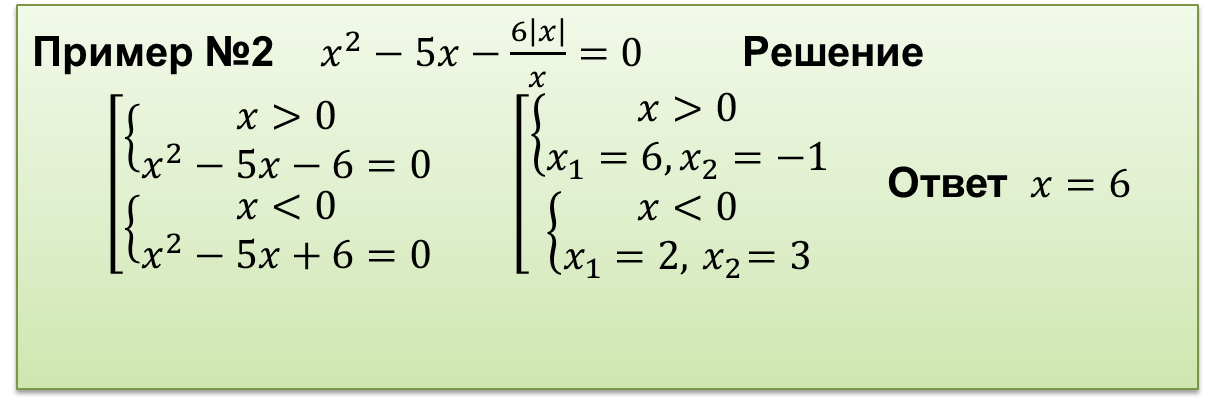 Пример №2 x² − 5x − 6|x|/x = 0 Решение
x > 0 x > 0
x² − 5x − 6 = 0 x₁ = 6, x₂ = −1
Ответ x = 6
x < 0 x < 0
x² − 5x + 6 = 0 x₁ = 2, x₂ = 3